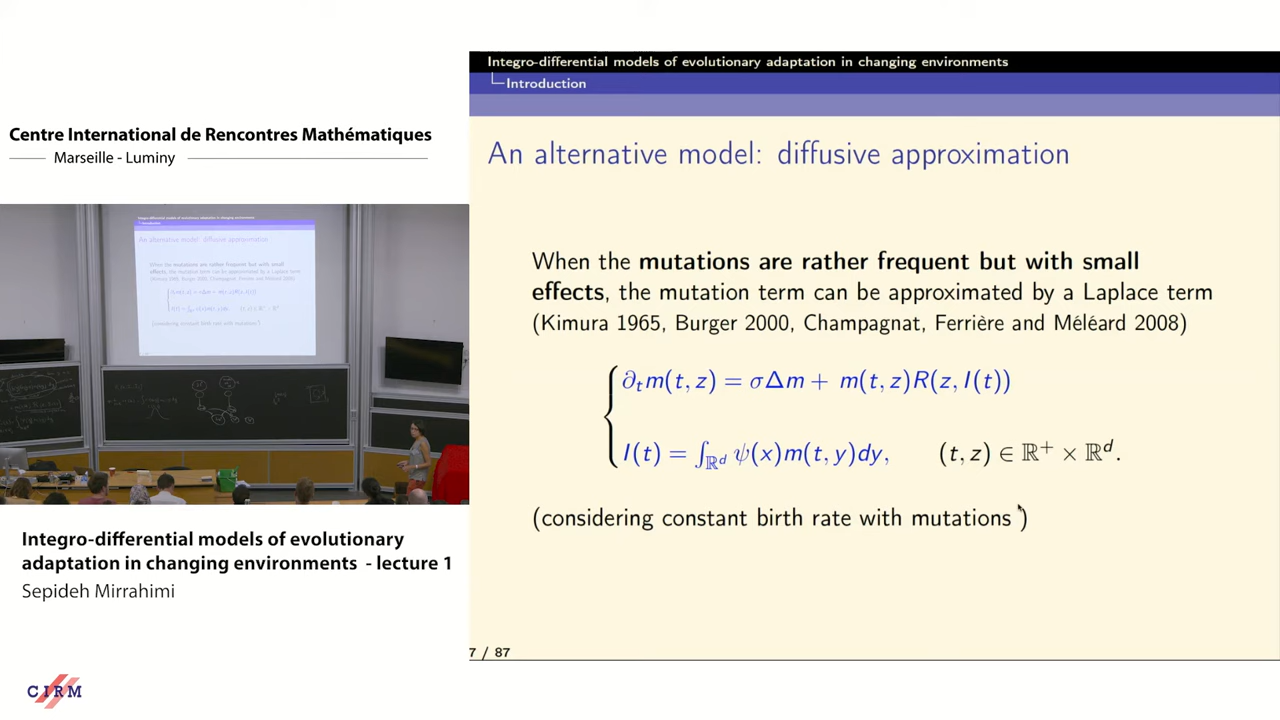 Centre International de Rencontres Mathématiques
Marseille - Luminy
Integro-differential models of evolutionary
adaptation in changing environments - lecture 1
Sepideh Mirrahimi
CIRM
Integro-differential models of evolutionary adaptation in changing environments
Introduction
An alternative model: diffusive approximation
When the mutations are rather frequent but with small
effects, the mutation term can be approximated by a Laplace term
(Kimura 1965, Burger 2000, Champagnat, Ferrière and Méléard 2008)
∂ₜm(t, z) = σΔm + m(t, z)R(z, I(t))
I(t) = ∫_{ℝᵈ} ψ(x)m(t, y)dy, (t, z) ∈ ℝ⁺ × ℝᵈ.
(considering constant birth rate with mutations )
7 / 87